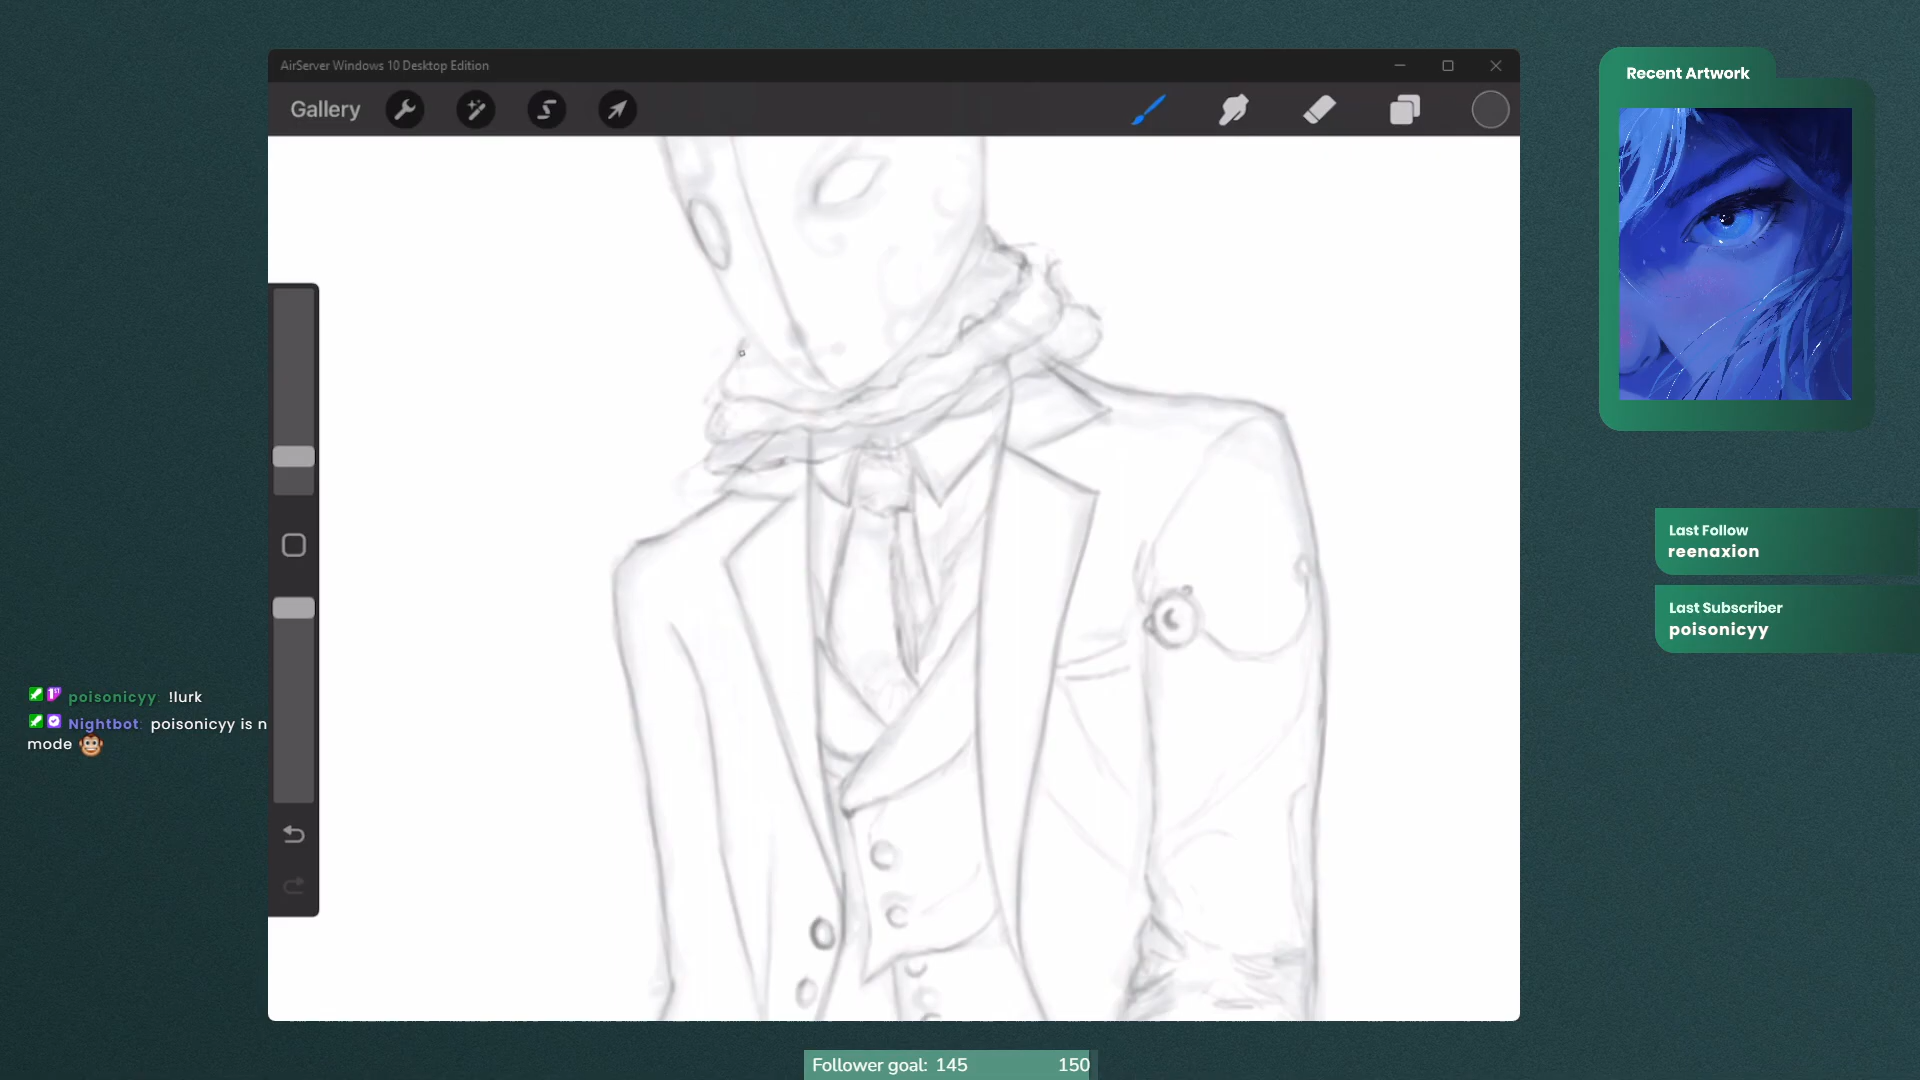 AirServer Windows 10 Desktop Edition
Gallery
Recent Artwork
Last Follow
reenaxion
Last Subscriber
poisonicyy
poisonicyy: !lurk
Nightbot: poisonicyy is n
mode
Follower goal: 145 150